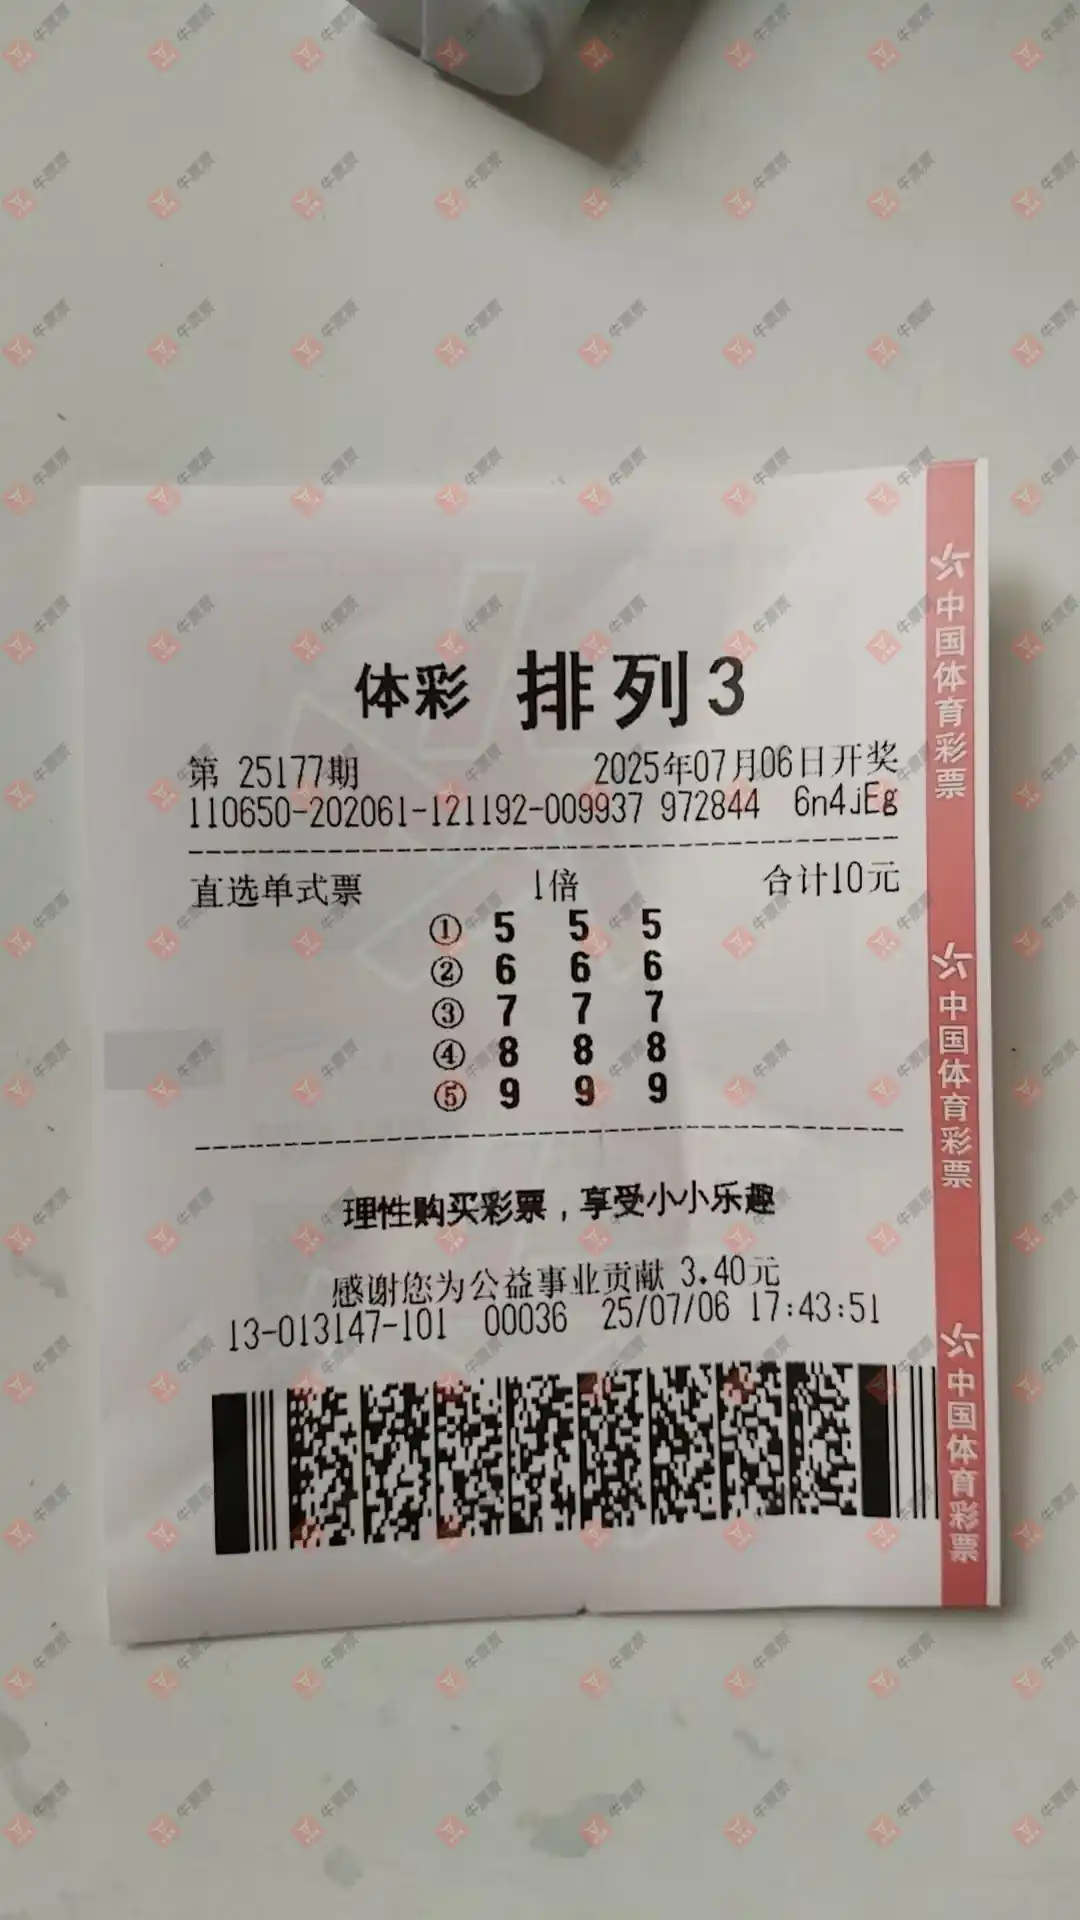 体彩 排列3
第 25177期 2025年07月06日开奖
110650-202061-121192-009937 972844 6n4jEg
直选单式票 1倍 合计10元
① 5 5 5
② 6 6 6
③ 7 7 7
④ 8 8 8
⑤ 9 9 9
理性购买彩票，享受小小乐趣
感谢您为公益事业贡献 3.40元
13-013147-101 00036 25/07/06 17:43:51
中国体育彩票
中国体育彩票
中国体育彩票
牛票票